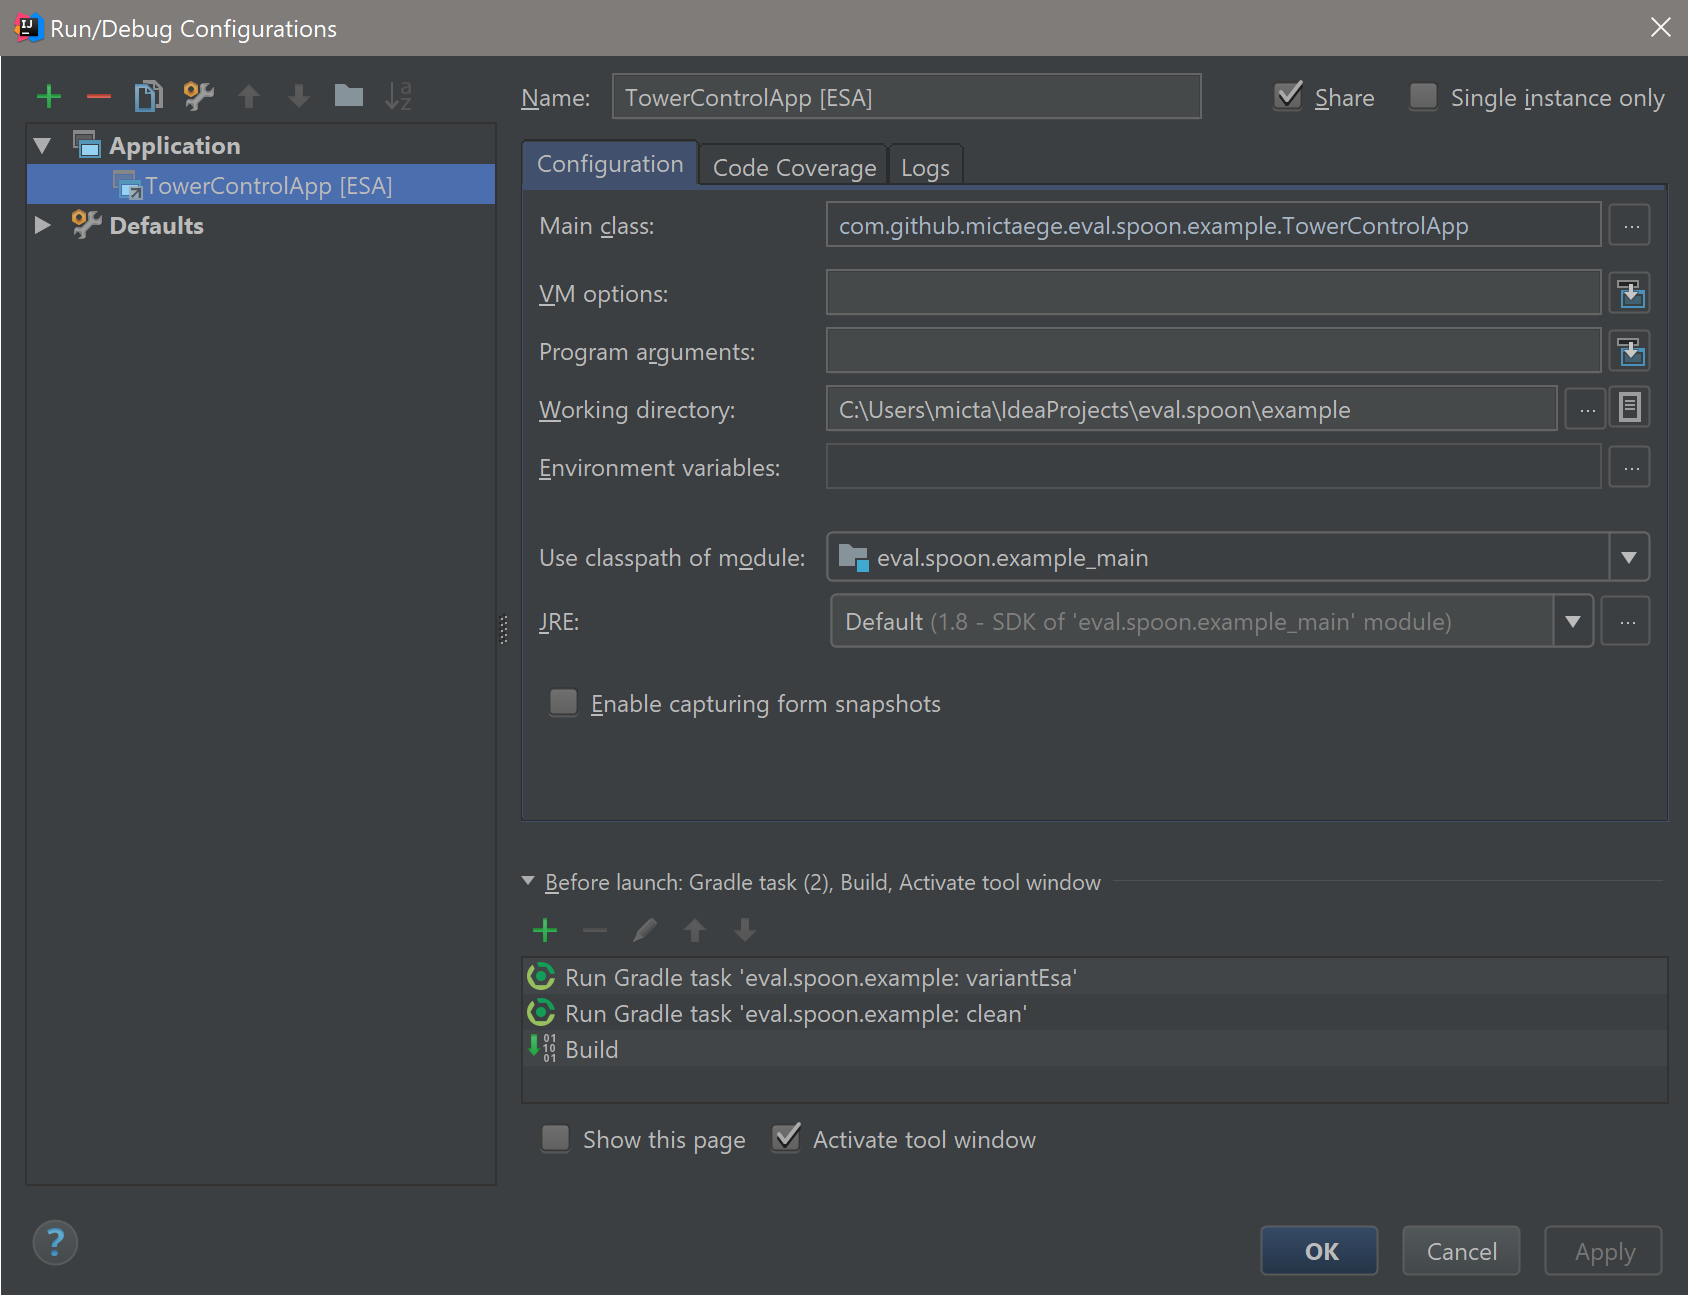 Run/Debug Configurations
Name: TowerControlApp [ESA] Share Single instance only
Application
TowerControlApp [ESA]
Defaults
Configuration Code Coverage Logs
Main class: com.github.mictaege.eval.spoon.example.TowerControlApp ...
VM options:
Program arguments:
Working directory: C:\Users\micta\IdeaProjects\eval.spoon\example ...
Environment variables: ...
Use classpath of module: eval.spoon.example_main
JRE: Default (1.8 - SDK of 'eval.spoon.example_main' module) ...
Enable capturing form snapshots
Before launch: Gradle task (2), Build, Activate tool window
Run Gradle task 'eval.spoon.example: variantEsa'
Run Gradle task 'eval.spoon.example: clean'
Build
Show this page Activate tool window
? OK Cancel Apply